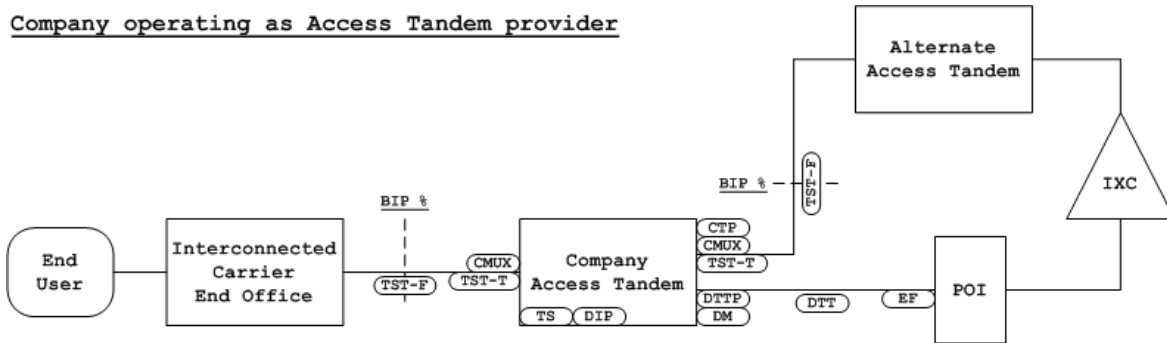 Company operating as Access Tandem provider
Alternate
Access Tandem
IXC
BIP %
TST-F
BIP %
End
User
Interconnected
Carrier
End Office
TST-F
CMUX
TST-T
Company
Access Tandem
TS
DIP
CTP
CMUX
TST-T
DTTP
DM
DTT
EF
POI